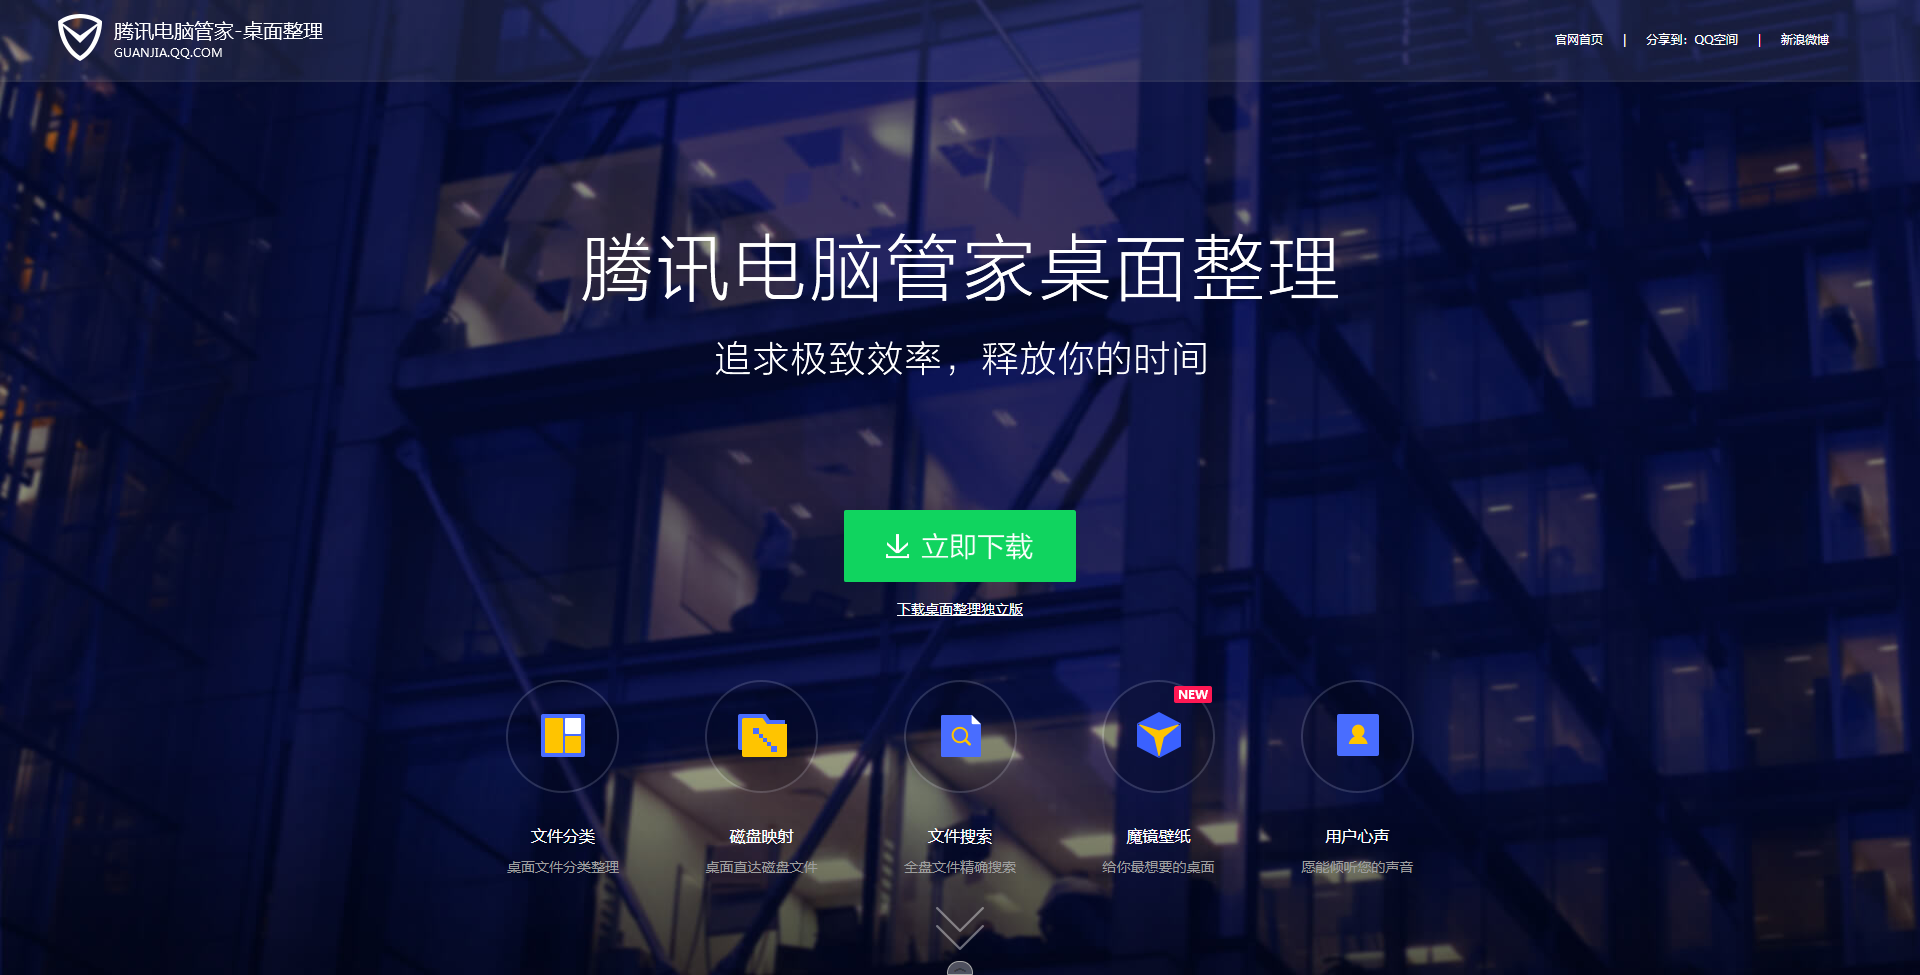 腾讯电脑管家-桌面整理
GUANJIA.QQ.COM
官网首页 | 分享到：QQ空间 | 新浪微博
腾讯电脑管家桌面整理
追求极致效率，释放你的时间
立即下载
下载桌面整理独立版
NEW
文件分类 磁盘映射 文件搜索 魔镜壁纸 用户心声
桌面文件分类整理 桌面直达磁盘文件 全盘文件精确搜索 给你最想要的桌面 愿能倾听您的声音